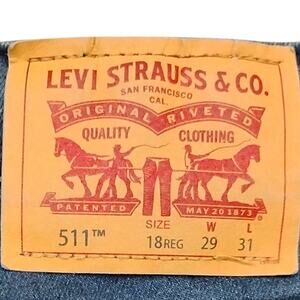 LEVI STRAUSS & CO.
SAN FRANCISCO
CAL.
ORIGINAL RIVETED
QUALITY CLOTHING
PATENTED MAY 20 1873
SIZE W L
511™ 18REG 29 31